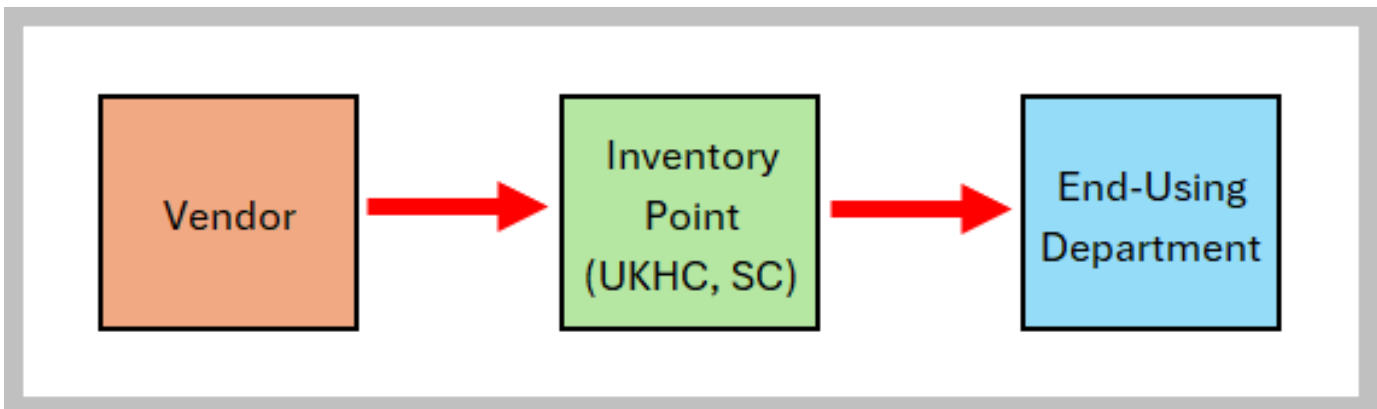 Vendor
Inventory
Point
(UKHC, SC)
End-Using
Department